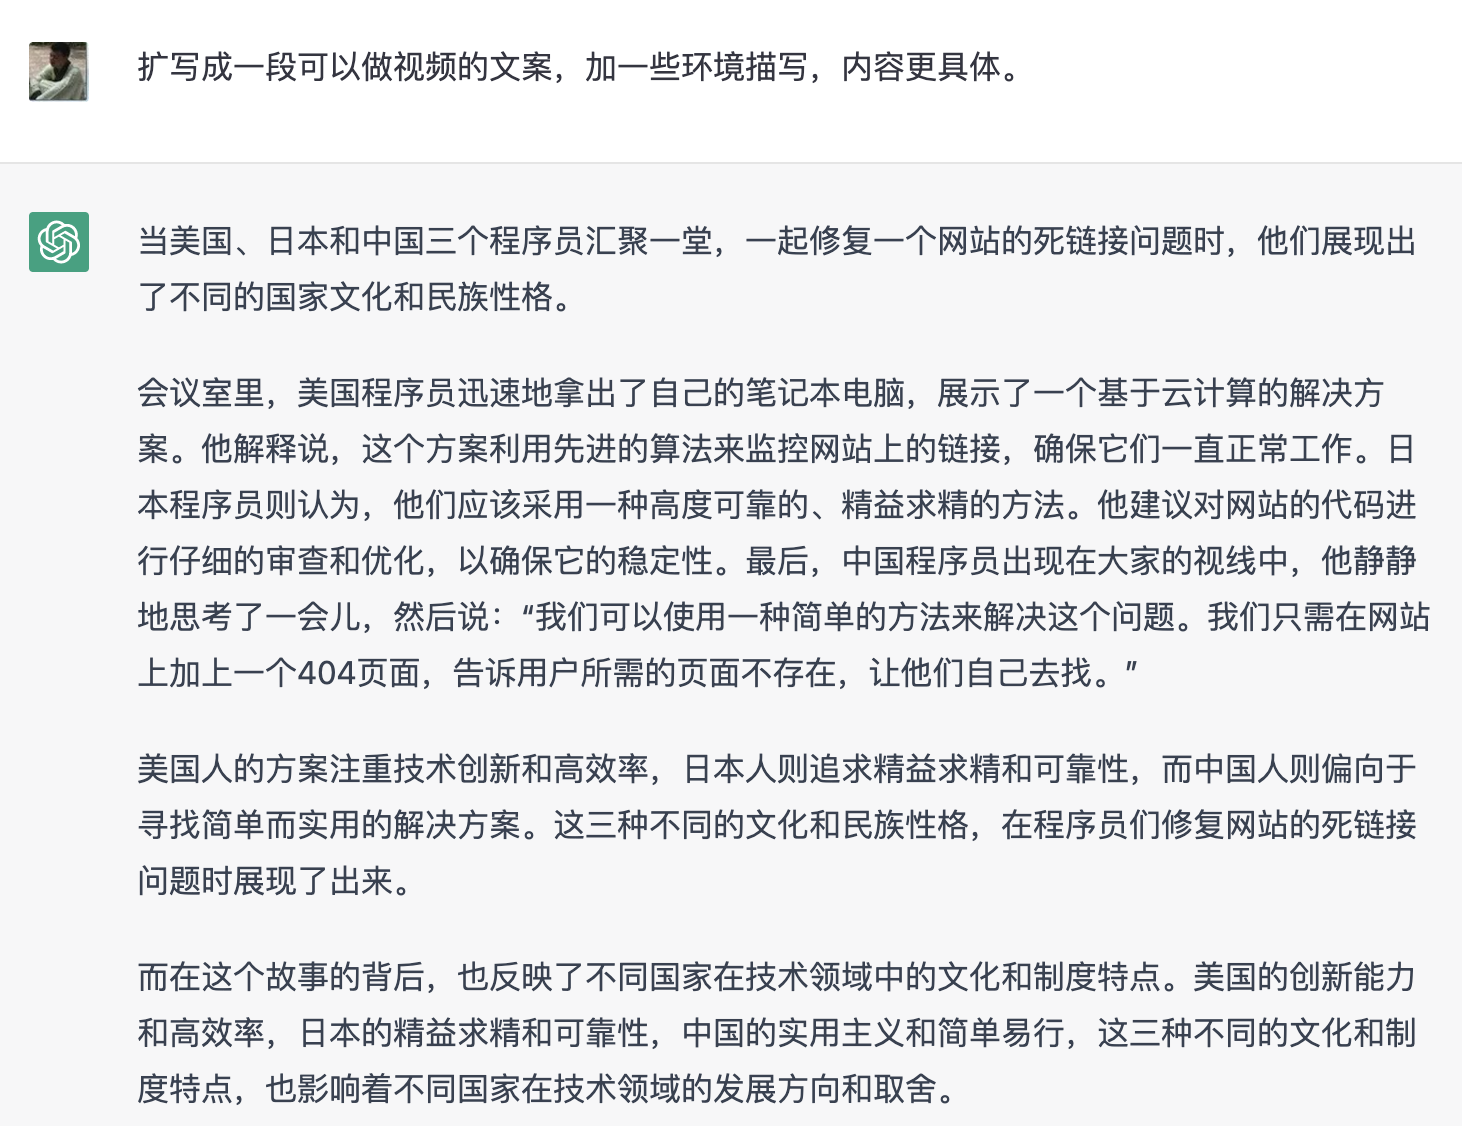 扩写成一段可以做视频的文案，加一些环境描写，内容更具体。
当美国、日本和中国三个程序员汇聚一堂，一起修复一个网站的死链接问题时，他们展现出
了不同的国家文化和民族性格。
会议室里，美国程序员迅速地拿出了自己的笔记本电脑，展示了一个基于云计算的解决方
案。他解释说，这个方案利用先进的算法来监控网站上的链接，确保它们一直正常工作。日
本程序员则认为，他们应该采用一种高度可靠的、精益求精的方法。他建议对网站的代码进
行仔细的审查和优化，以确保它的稳定性。最后，中国程序员出现在大家的视线中，他静静
地思考了一会儿，然后说：“我们可以使用一种简单的方法来解决这个问题。我们只需在网站
上加上一个404页面，告诉用户所需的页面不存在，让他们自己去找。”
美国人的方案注重技术创新和高效率，日本人则追求精益求精和可靠性，而中国人则偏向于
寻找简单而实用的解决方案。这三种不同的文化和民族性格，在程序员们修复网站的死链接
问题时展现了出来。
而在这个故事的背后，也反映了不同国家在技术领域中的文化和制度特点。美国的创新能力
和高效率，日本的精益求精和可靠性，中国的实用主义和简单易行，这三种不同的文化和制
度特点，也影响着不同国家在技术领域的发展方向和取舍。